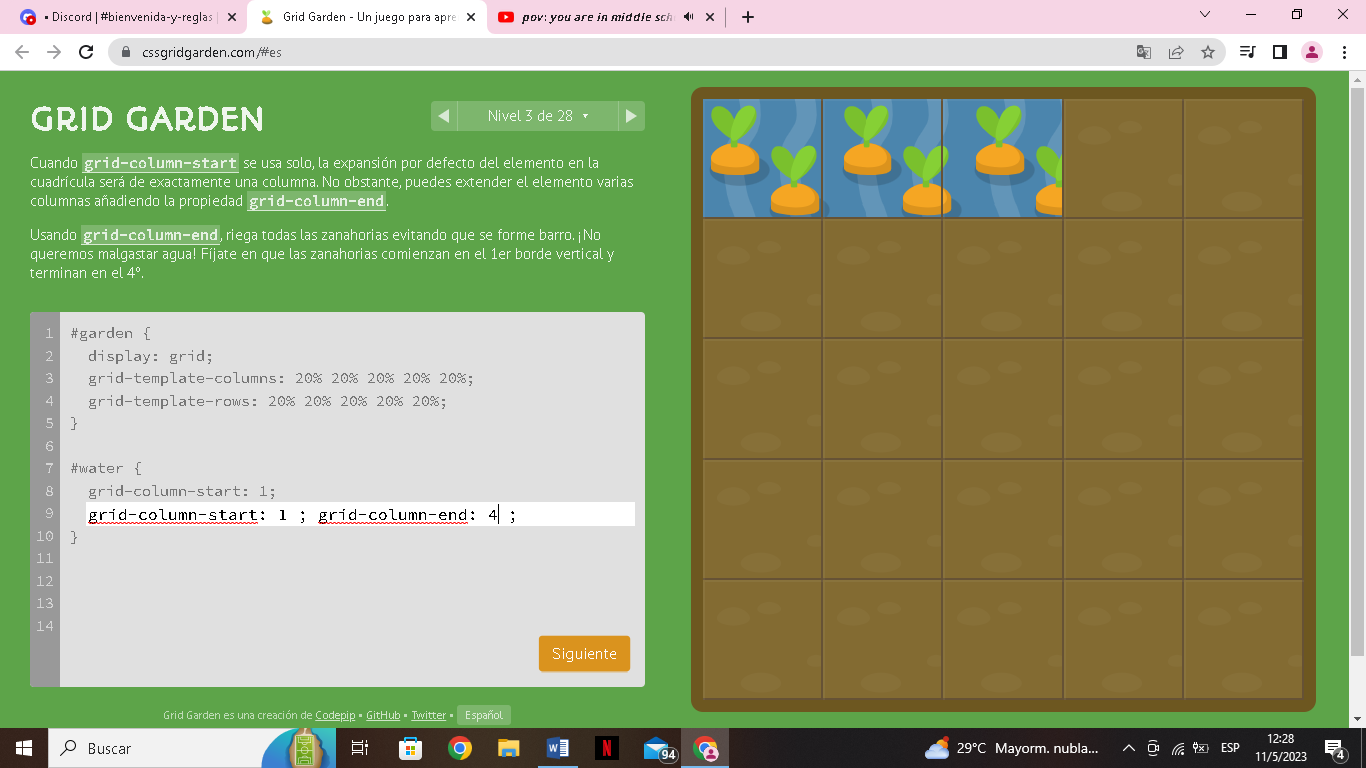 • Discord | #bienvenida-y-reglas
Grid Garden - Un juego para apre
pov: you are in middle sch
cssgridgarden.com/#es
GRID GARDEN
Nivel 3 de 28
Cuando grid-column-start se usa solo, la expansión por defecto del elemento en la
cuadrícula será de exactamente una columna. No obstante, puedes extender el elemento varias
columnas añadiendo la propiedad grid-column-end.
Usando grid-column-end, riega todas las zanahorias evitando que se forme barro. ¡No
queremos malgastar agua! Fíjate en que las zanahorias comienzan en el 1er borde vertical y
terminan en el 4º.
1 #garden {
2 display: grid;
3 grid-template-columns: 20% 20% 20% 20% 20%;
4 grid-template-rows: 20% 20% 20% 20% 20%;
5 }
6
7 #water {
8 grid-column-start: 1;
9 grid-column-start: 1 ; grid-column-end: 4 ;
10 }
11
12
13
14
Siguiente
Grid Garden es una creación de Codepip • GitHub • Twitter • Español
Buscar
94
29°C Mayorm. nubla...
ESP
12:28
11/5/2023
4